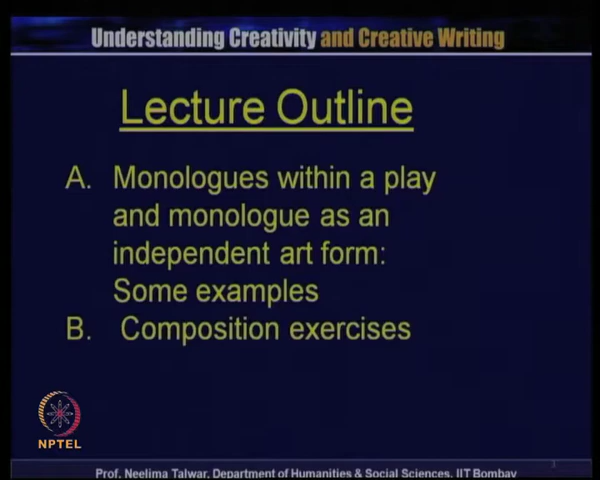 Understanding Creativity and Creative Writing
Lecture Outline
A. Monologues within a play
and monologue as an
independent art form:
Some examples
B. Composition exercises
NPTEL
1
Prof. Neelima Talwar, Department of Humanities & Social Sciences, IIT Bombay